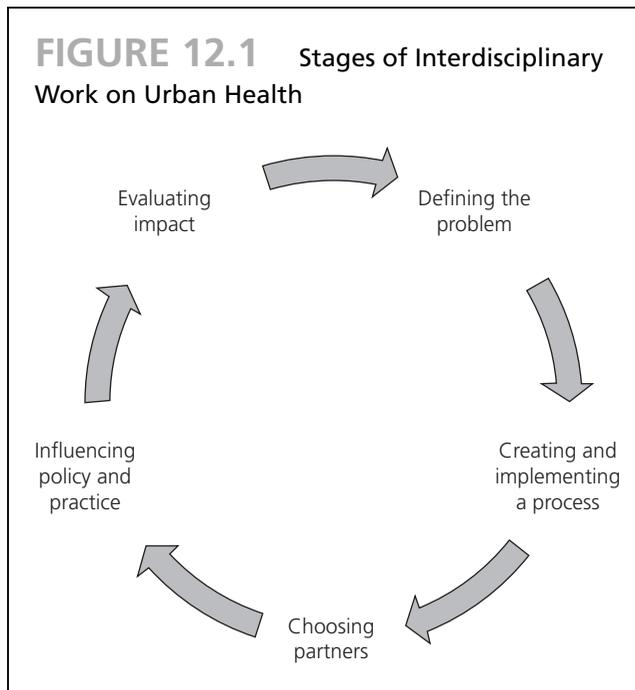 FIGURE 12.1 Stages of Interdisciplinary
Work on Urban Health
Evaluating
impact
Defining the
problem
Creating and
implementing
a process
Choosing
partners
Influencing
policy and
practice